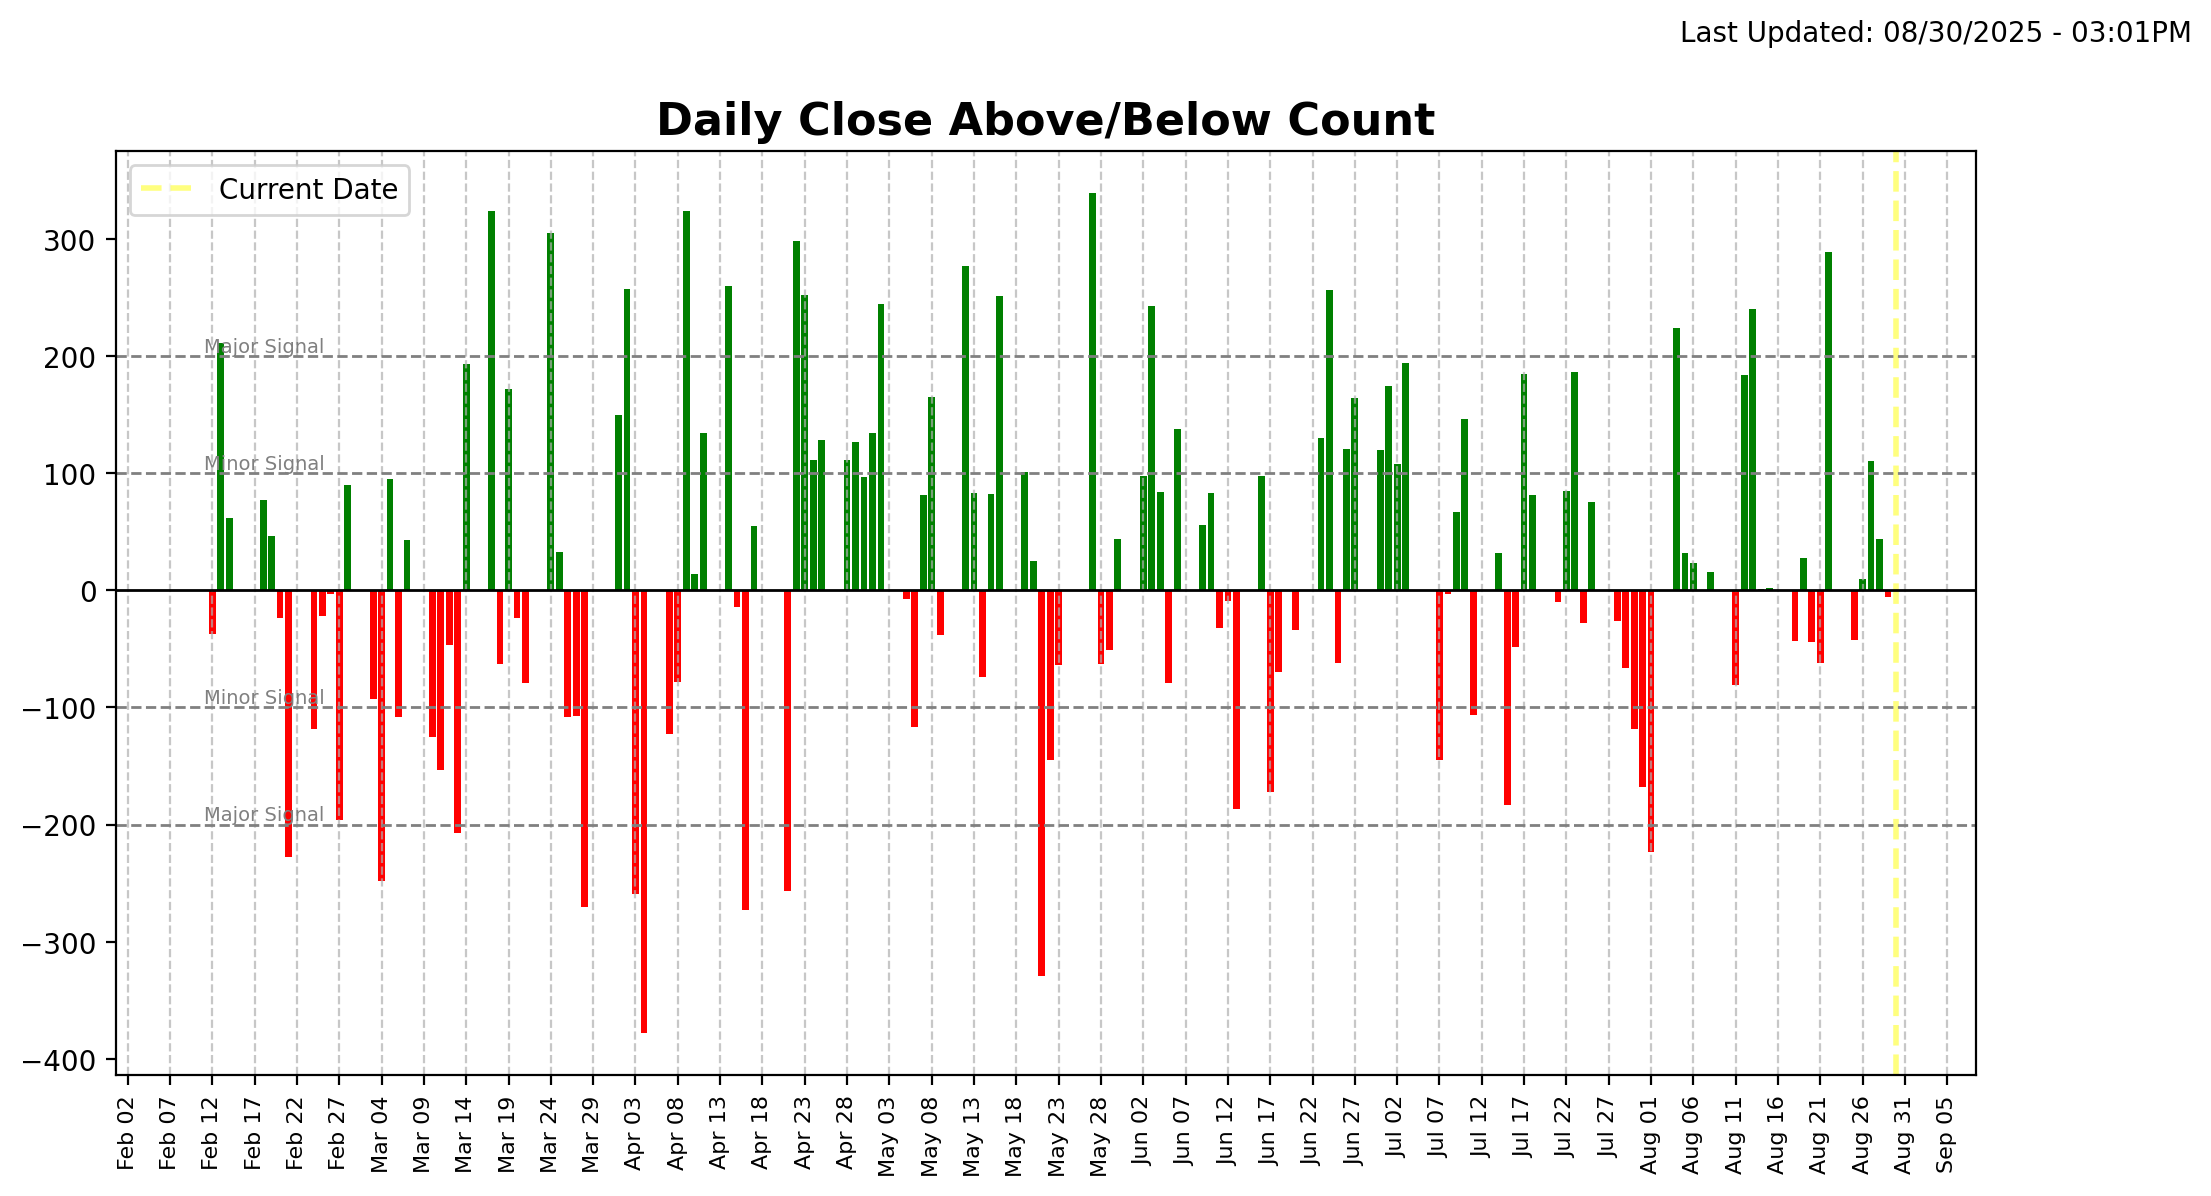 Last Updated: 08/30/2025 - 03:01PM
Daily Close Above/Below Count
Current Date
300
Major Signal
200
Minor Signal
100
0
Minor Signal
−100
Major Signal
−200
−300
−400
Feb 02
Feb 07
Feb 12
Feb 17
Feb 22
Feb 27
Mar 04
Mar 09
Mar 14
Mar 19
Mar 24
Mar 29
Apr 03
Apr 08
Apr 13
Apr 18
Apr 23
Apr 28
May 03
May 08
May 13
May 18
May 23
May 28
Jun 02
Jun 07
Jun 12
Jun 17
Jun 22
Jun 27
Jul 02
Jul 07
Jul 12
Jul 17
Jul 22
Jul 27
Aug 01
Aug 06
Aug 11
Aug 16
Aug 21
Aug 26
Aug 31
Sep 05